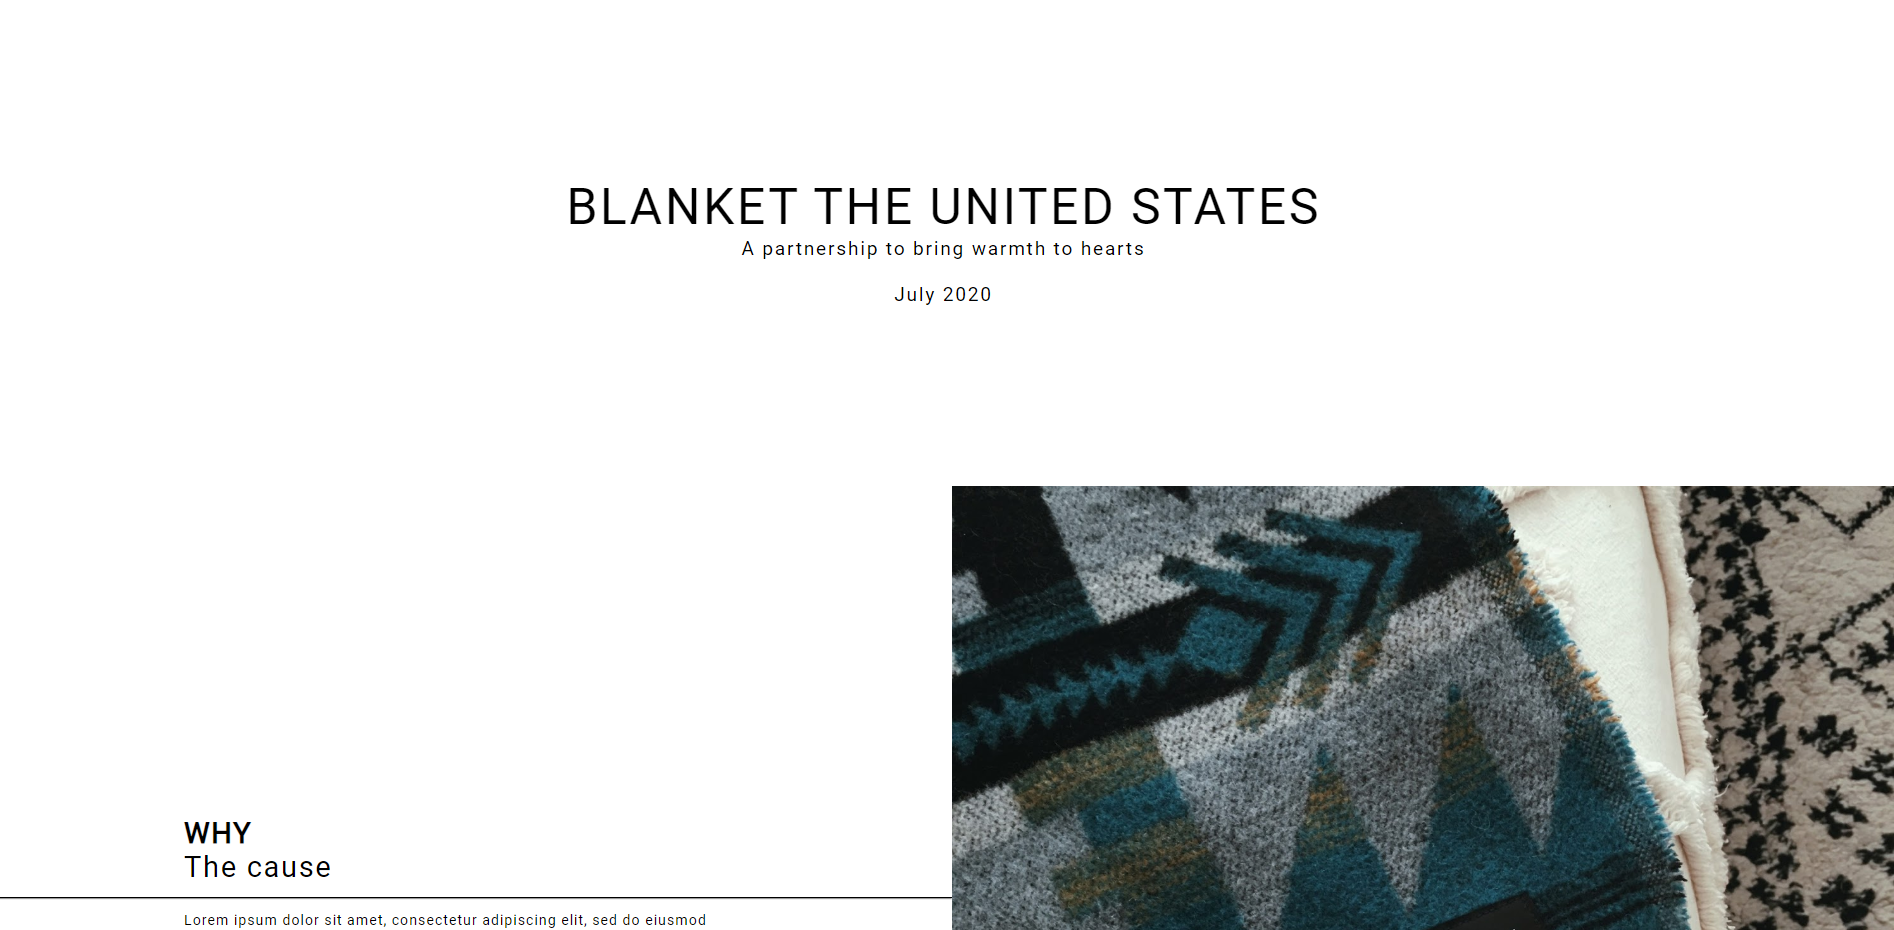 BLANKET THE UNITED STATES
A partnership to bring warmth to hearts
July 2020
WHY
The cause
Lorem ipsum dolor sit amet, consectetur adipiscing elit, sed do eiusmod